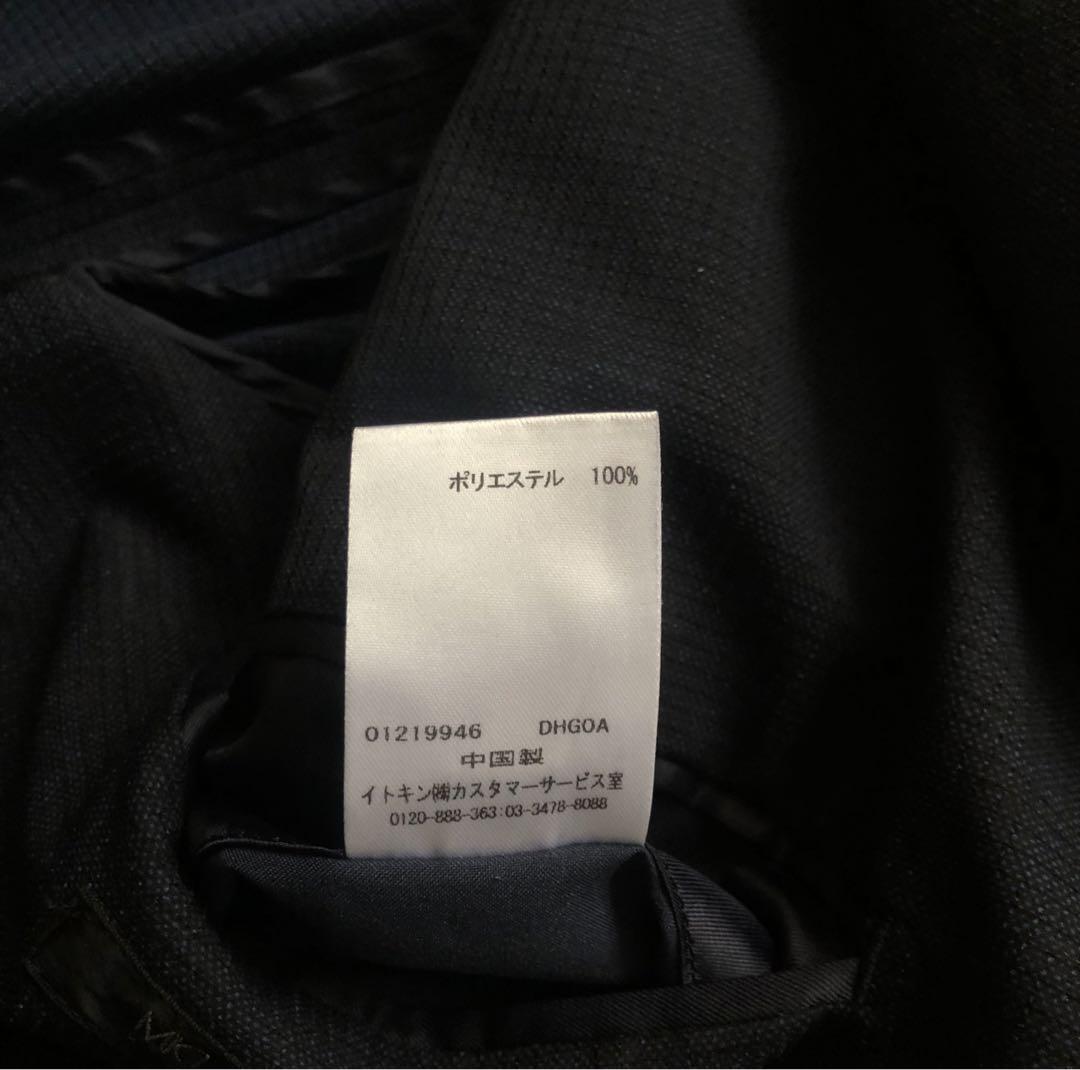 ポリエステル 100%
01219946 DHG0A
中国製
イトキン㈱カスタマーサービス室
0120-888-363:03-3478-8088